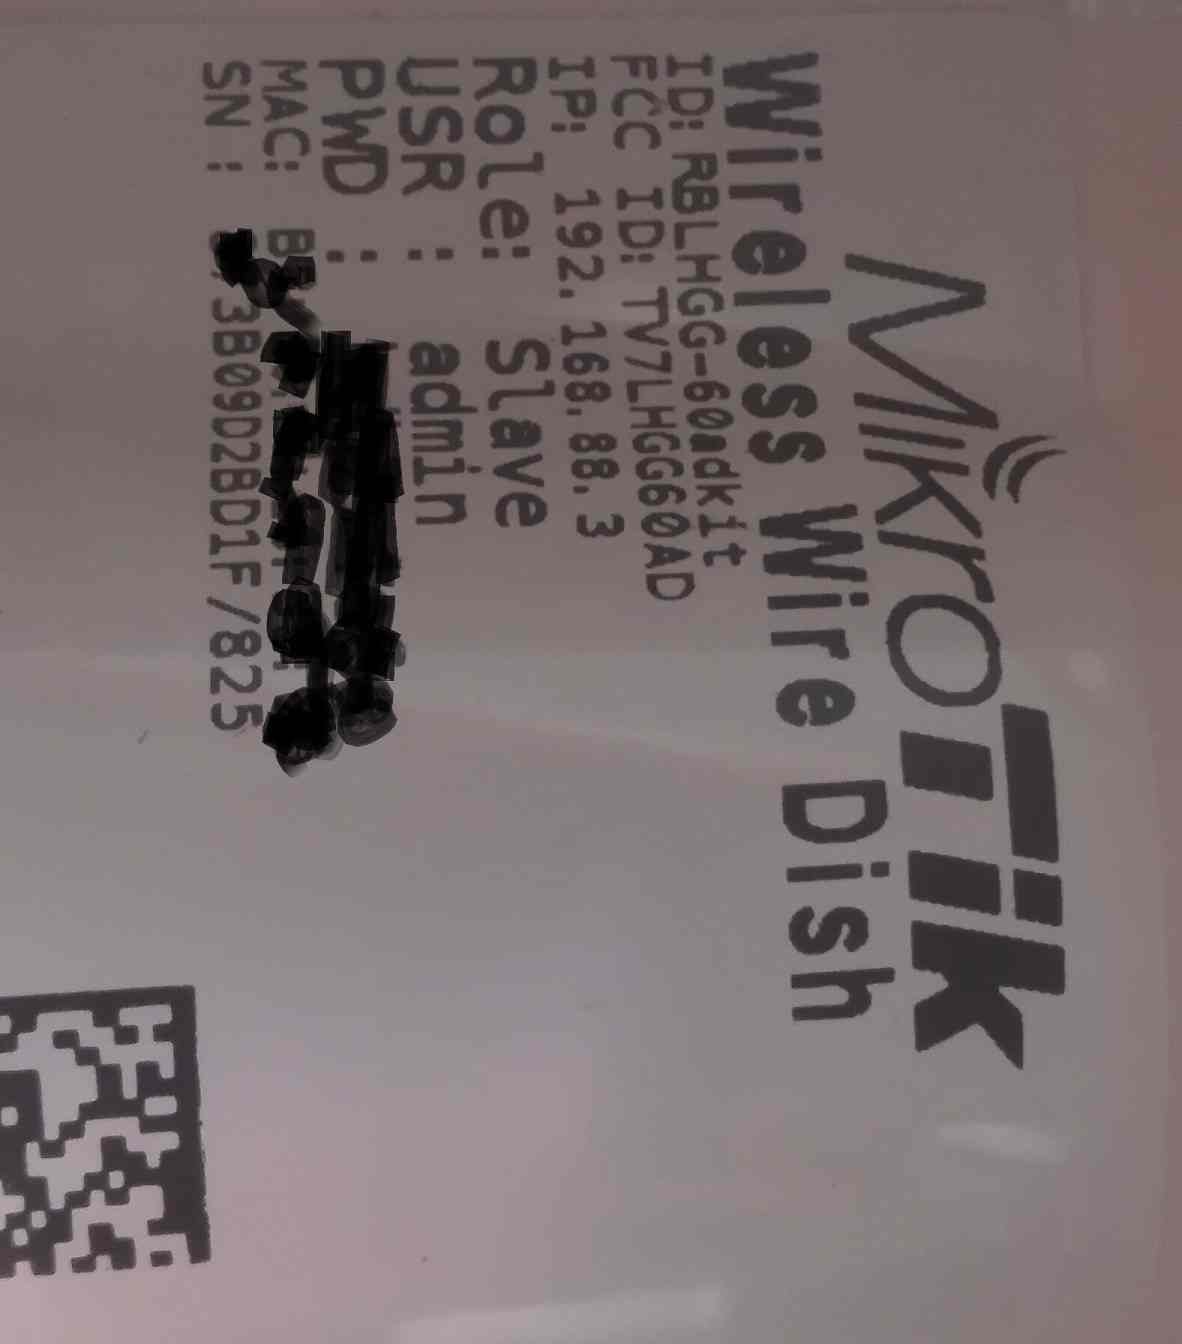 MikroTik
Wireless Wire Dish
ID: RBLHGG-60adkit
FCC ID: TV7LHGG60AD
IP: 192.168.88.3
Role: Slave
USR : admin
PWD :
MAC:
SN : 3B09D2BD1F/825